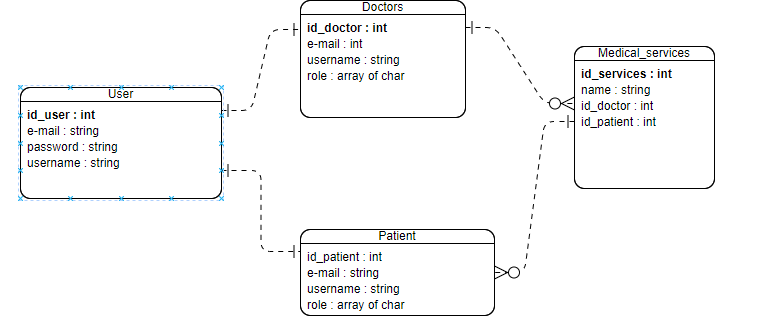 Doctors
id_doctor : int
e-mail : int
username : string
role : array of char
Medical_services
id_services : int
name : string
id_doctor : int
id_patient : int
User
id_user : int
e-mail : string
password : string
username : string
Patient
id_patient : int
e-mail : string
username : string
role : array of char